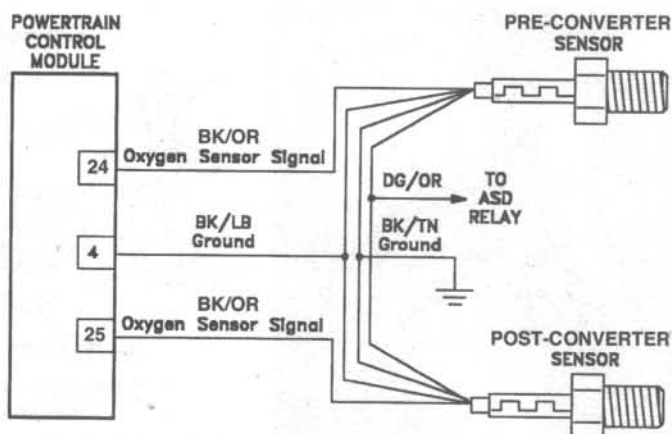 POWERTRAIN
CONTROL
MODULE
PRE-CONVERTER
SENSOR
BK/OR
24 Oxygen Sensor Signal
DG/OR
TO
ASD
RELAY
BK/LB
4 Ground
BK/TN
Ground
BK/OR
25 Oxygen Sensor Signal
POST-CONVERTER
SENSOR